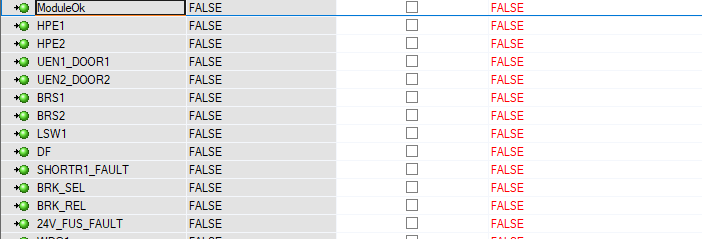 ModuleOk FALSE FALSE
HPE1 FALSE FALSE
HPE2 FALSE FALSE
UEN1_DOOR1 FALSE FALSE
UEN2_DOOR2 FALSE FALSE
BRS1 FALSE FALSE
BRS2 FALSE FALSE
LSW1 FALSE FALSE
DF FALSE FALSE
SHORTR1_FAULT FALSE FALSE
BRK_SEL FALSE FALSE
BRK_REL FALSE FALSE
24V_FUS_FAULT FALSE FALSE